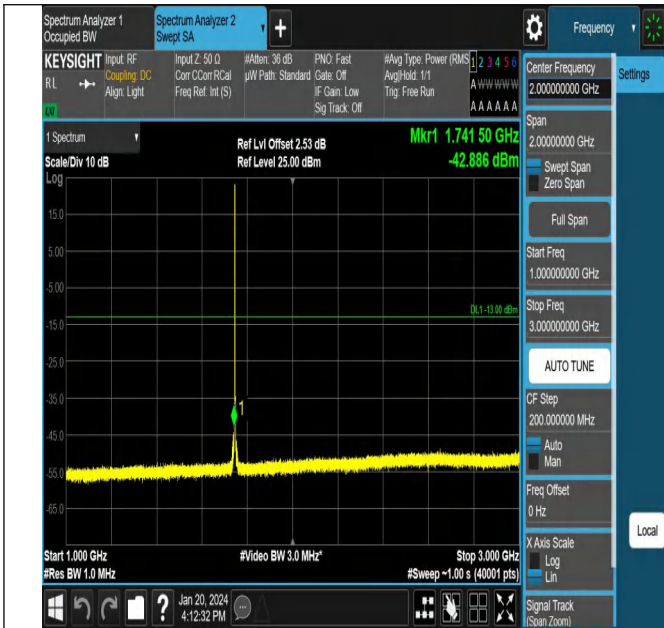 Spectrum Analyzer 1
Occupied BW
Spectrum Analyzer 2
Swept SA
+
Frequency
KEYSIGHT
RL
LXI
Input: RF
Coupling: DC
Align: Light
Input Z: 50 Ω
Corr CCorr RCal
Freq Ref: Int (S)
#Atten: 36 dB
µW Path: Standard
PNO: Fast
Gate: Off
IF Gain: Low
Sig Track: Off
#Avg Type: Power (RMS
Avg|Hold: 1/1
Trig: Free Run
1 2 3 4 5 6
A W W W W W
A A A A A A
1 Spectrum
Scale/Div 10 dB
Log
Ref Lvl Offset 2.53 dB
Ref Level 25.00 dBm
Mkr1 1.741 50 GHz
-42.886 dBm
15.0
5.00
-5.00
-15.0
-25.0
-35.0
-45.0
-55.0
-65.0
DL1 -13.00 dBm
1
Start 1.000 GHz
#Res BW 1.0 MHz
#Video BW 3.0 MHz*
Stop 3.000 GHz
#Sweep ~1.00 s (40001 pts)
Jan 20, 2024
4:12:32 PM
?
Center Frequency
2.00000000 GHz
Settings
Span
2.00000000 GHz
Swept Span
Zero Span
Full Span
Start Freq
1.000000000 GHz
Stop Freq
3.000000000 GHz
AUTO TUNE
CF Step
200.000000 MHz
Auto
Man
Freq Offset
0 Hz
X Axis Scale
Log
Lin
Local
Signal Track
(Span Zoom)